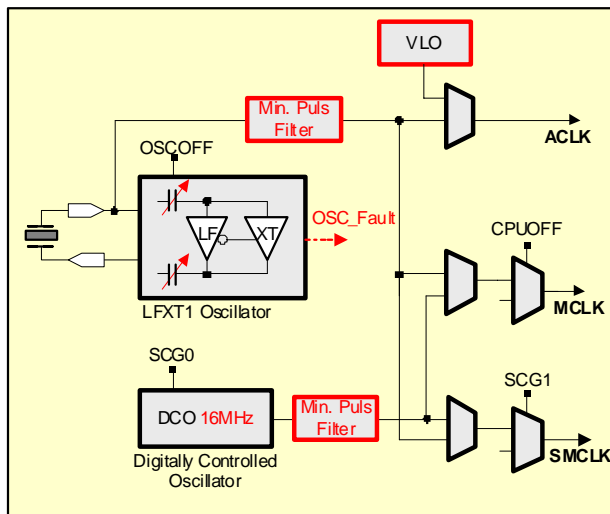 VLO
Min. Puls
Filter
ACLK
OSCOFF
LF
XT
OSC_Fault
LFXT1 Oscillator
CPUOFF
MCLK
SCG0
DCO 16MHz
Min. Puls
Filter
SCG1
SMCLK
Digitally Controlled
Oscillator